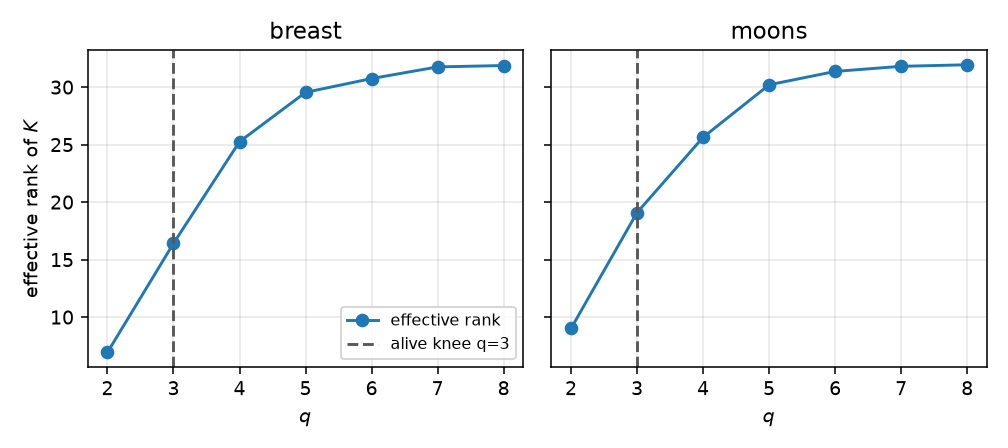 breast
moons
effective rank of K
30
25
20
15
10
effective rank
alive knee q=3
2 3 4 5 6 7 8
2 3 4 5 6 7 8
q
q